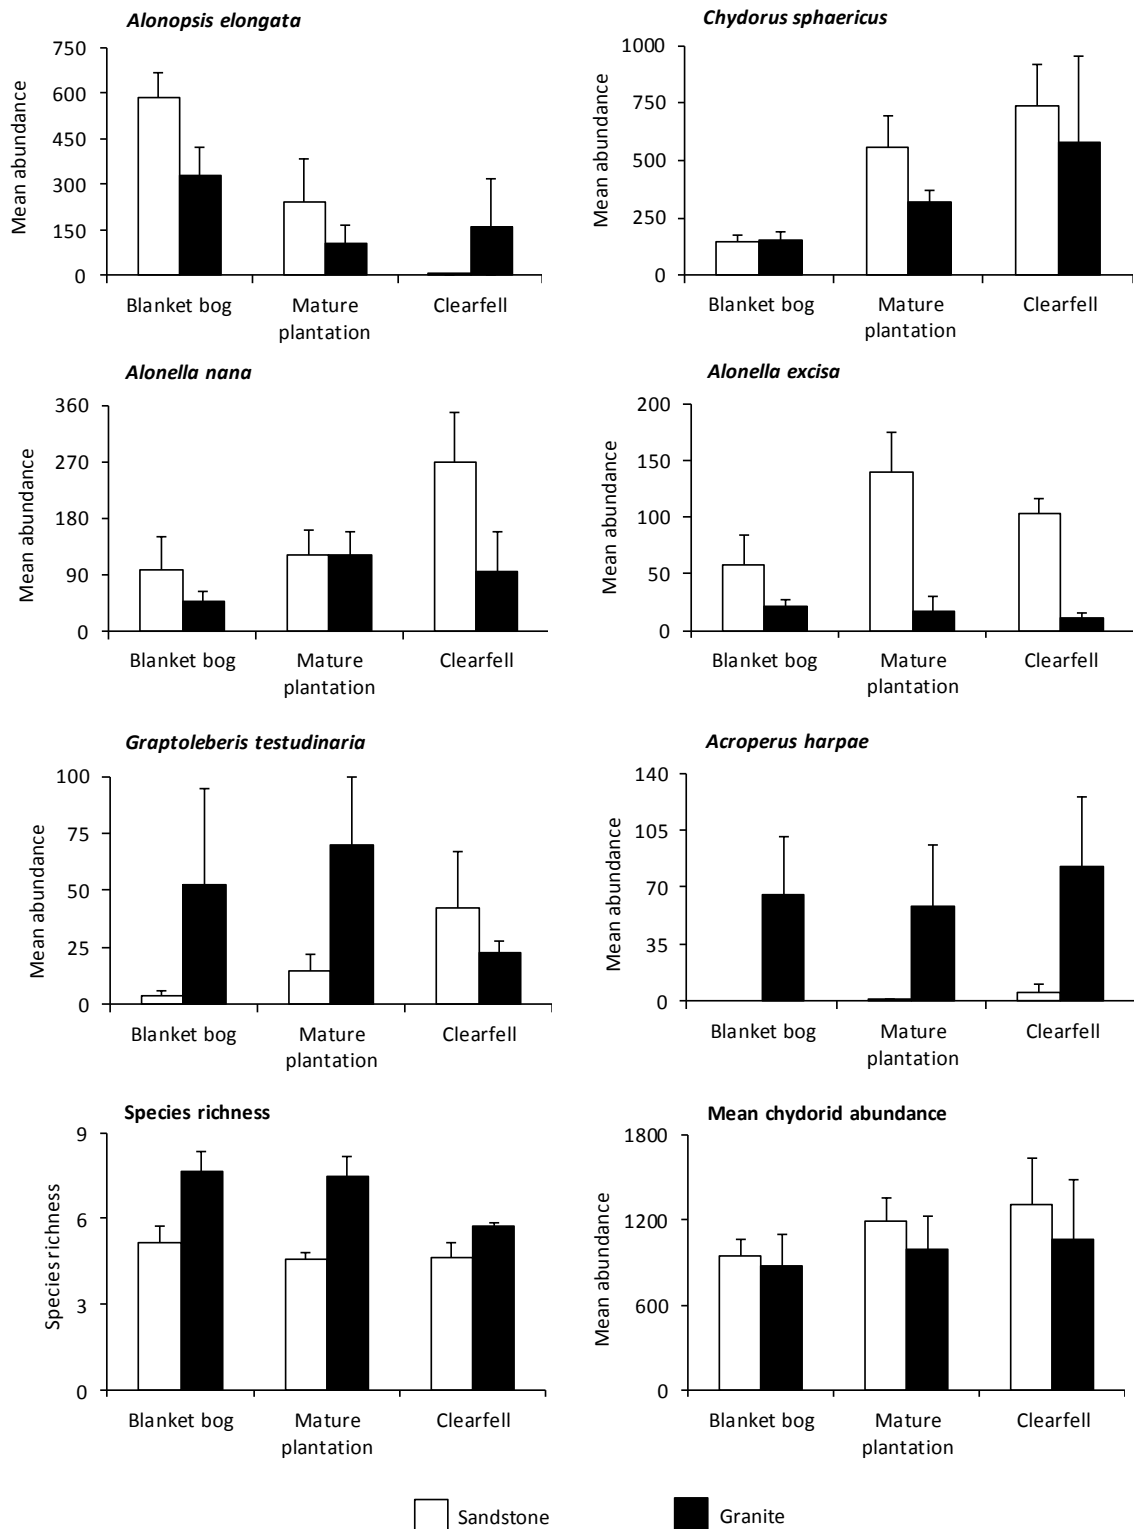 Alonopsis elongata
750
600
450
300
150
0
Mean abundance
Blanket bog
Mature
plantation
Clearfell
Chydorus sphaericus
1000
750
500
250
0
Mean abundance
Blanket bog
Mature
plantation
Clearfell
Alonella nana
360
270
180
90
0
Mean abundance
Blanket bog
Mature
plantation
Clearfell
Alonella excisa
200
150
100
50
0
Mean abundance
Blanket bog
Mature
plantation
Clearfell
Graptoleberis testudinaria
100
75
50
25
0
Mean abundance
Blanket bog
Mature
plantation
Clearfell
Acroperus harpae
140
105
70
35
0
Mean abundance
Blanket bog
Mature
plantation
Clearfell
Species richness
9
6
3
0
Species richness
Blanket bog
Mature
plantation
Clearfell
Mean chydorid abundance
1800
1200
600
0
Mean abundance
Blanket bog
Mature
plantation
Clearfell
Sandstone
Granite